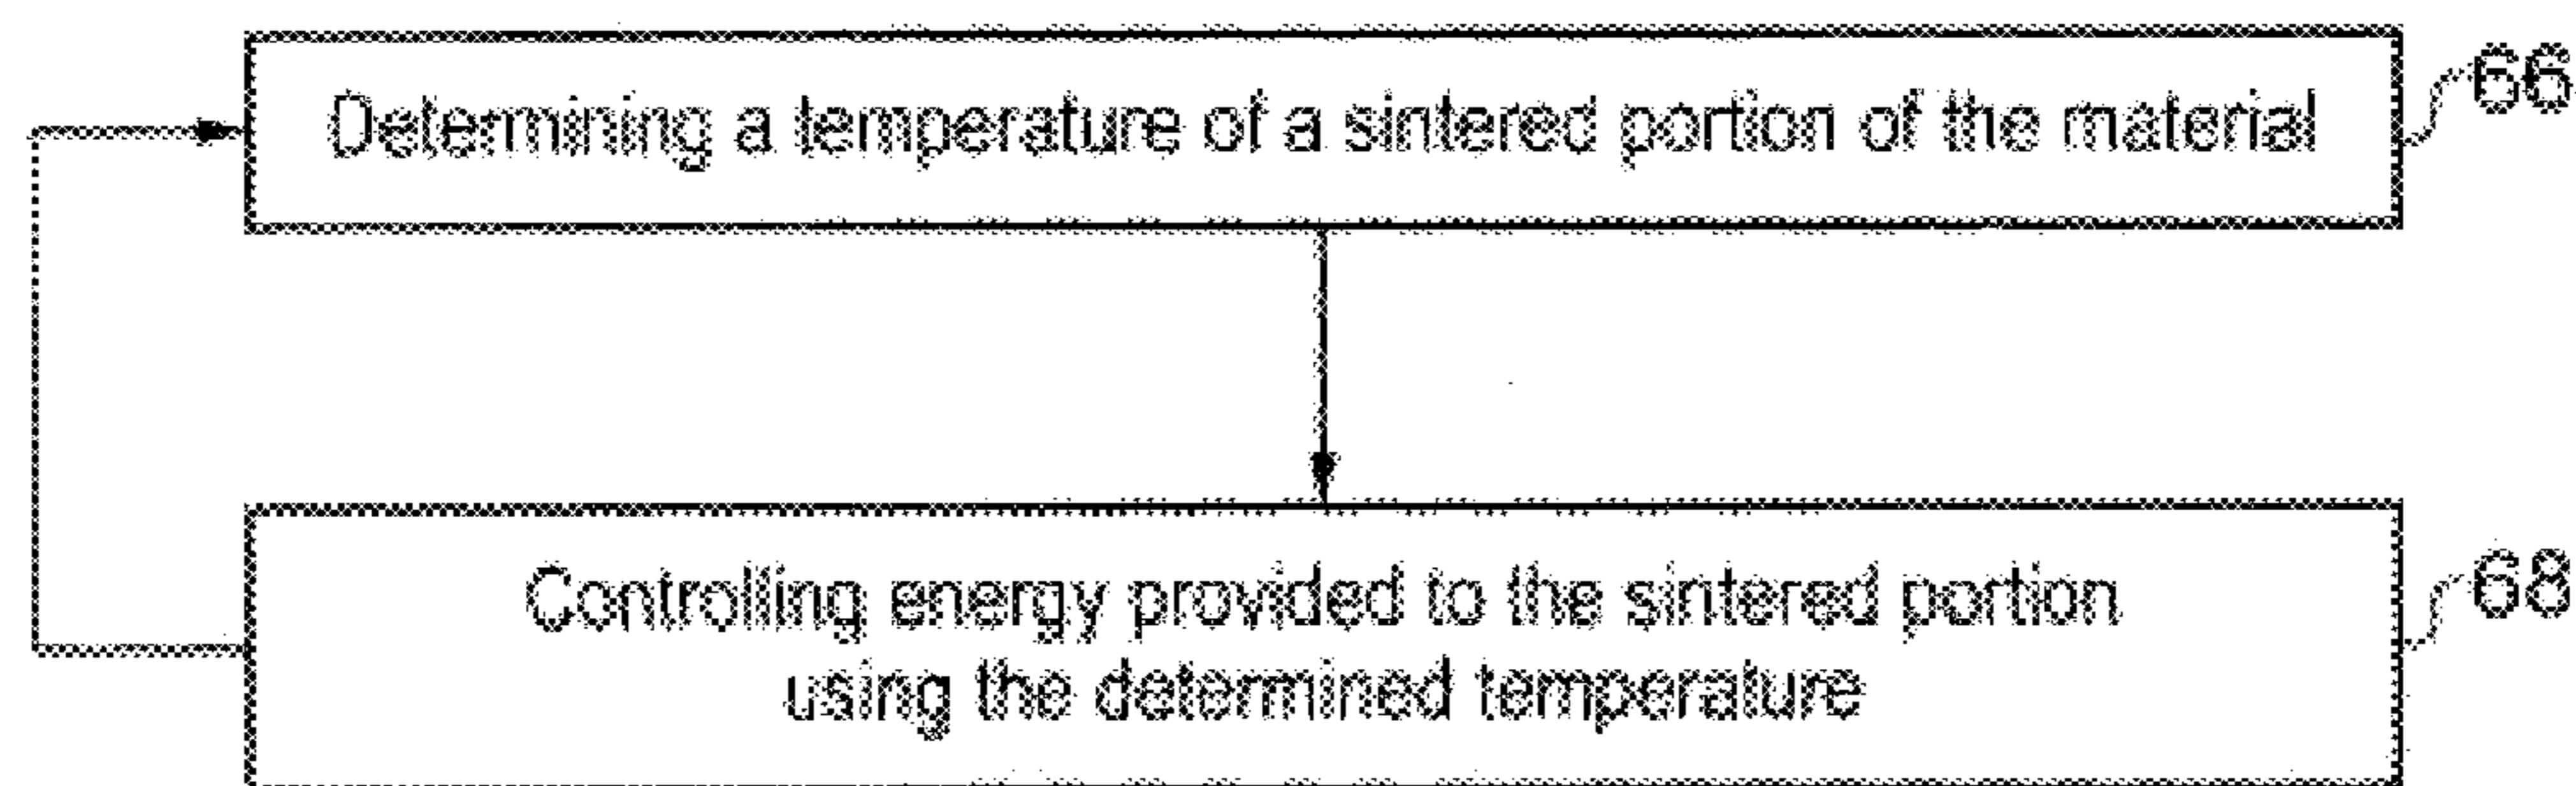 Determining a temperature of a sintered portion of the material
66
Controlling energy provided to the sintered portion
using the determined temperature
68